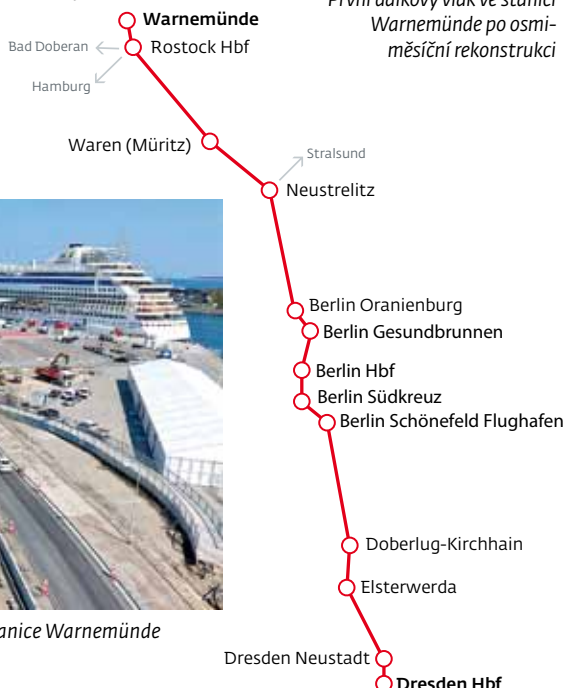 První dálkový vlak ve stanici
Warnemünde po osmi-
měsíční rekonstrukci
Warnemünde
Bad Doberan
Rostock Hbf
Hamburg
Waren (Müritz)
Stralsund
Neustrelitz
Berlin Oranienburg
Berlin Gesundbrunnen
Berlin Hbf
Berlin Südkreuz
Berlin Schönefeld Flughafen
Doberlug-Kirchhain
Elsterwerda
Warnemünde
Dresden Neustadt
Dresden Hbf